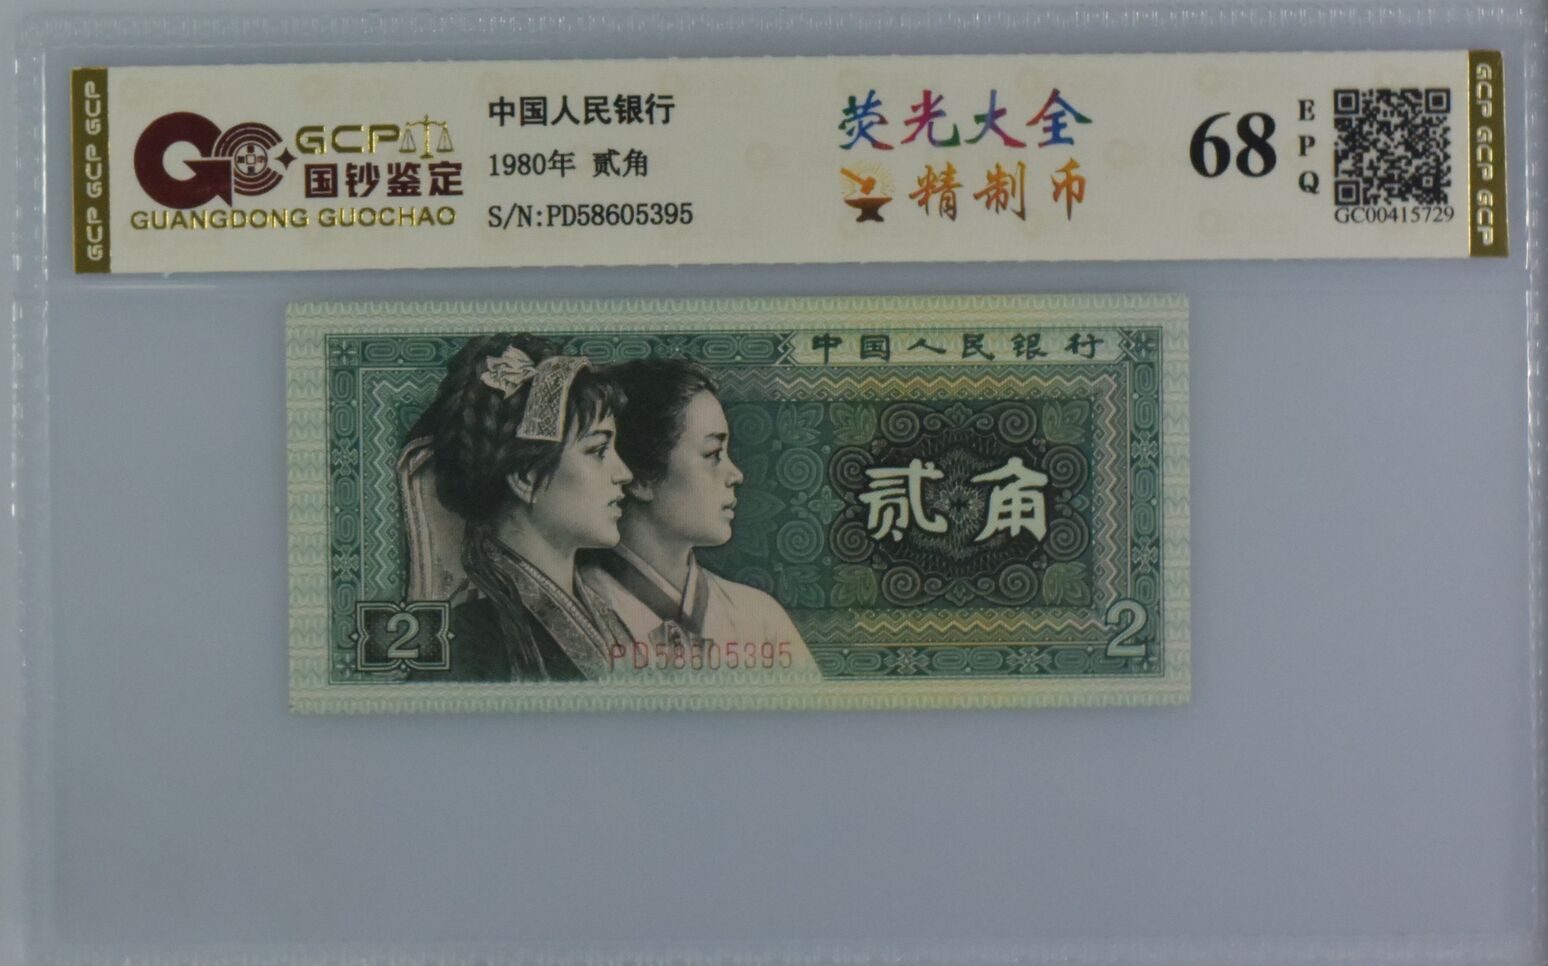 GCP GCP GCP
GCP
国钞鉴定
GUANGDONG GUOCHAO
中国人民银行
1980年 贰角
S/N:PD58605395
荧光大全
精制币
68
EPQ
GC00415729
GCP GCP GCP
中国人民银行
贰角
2
2
PD58605395